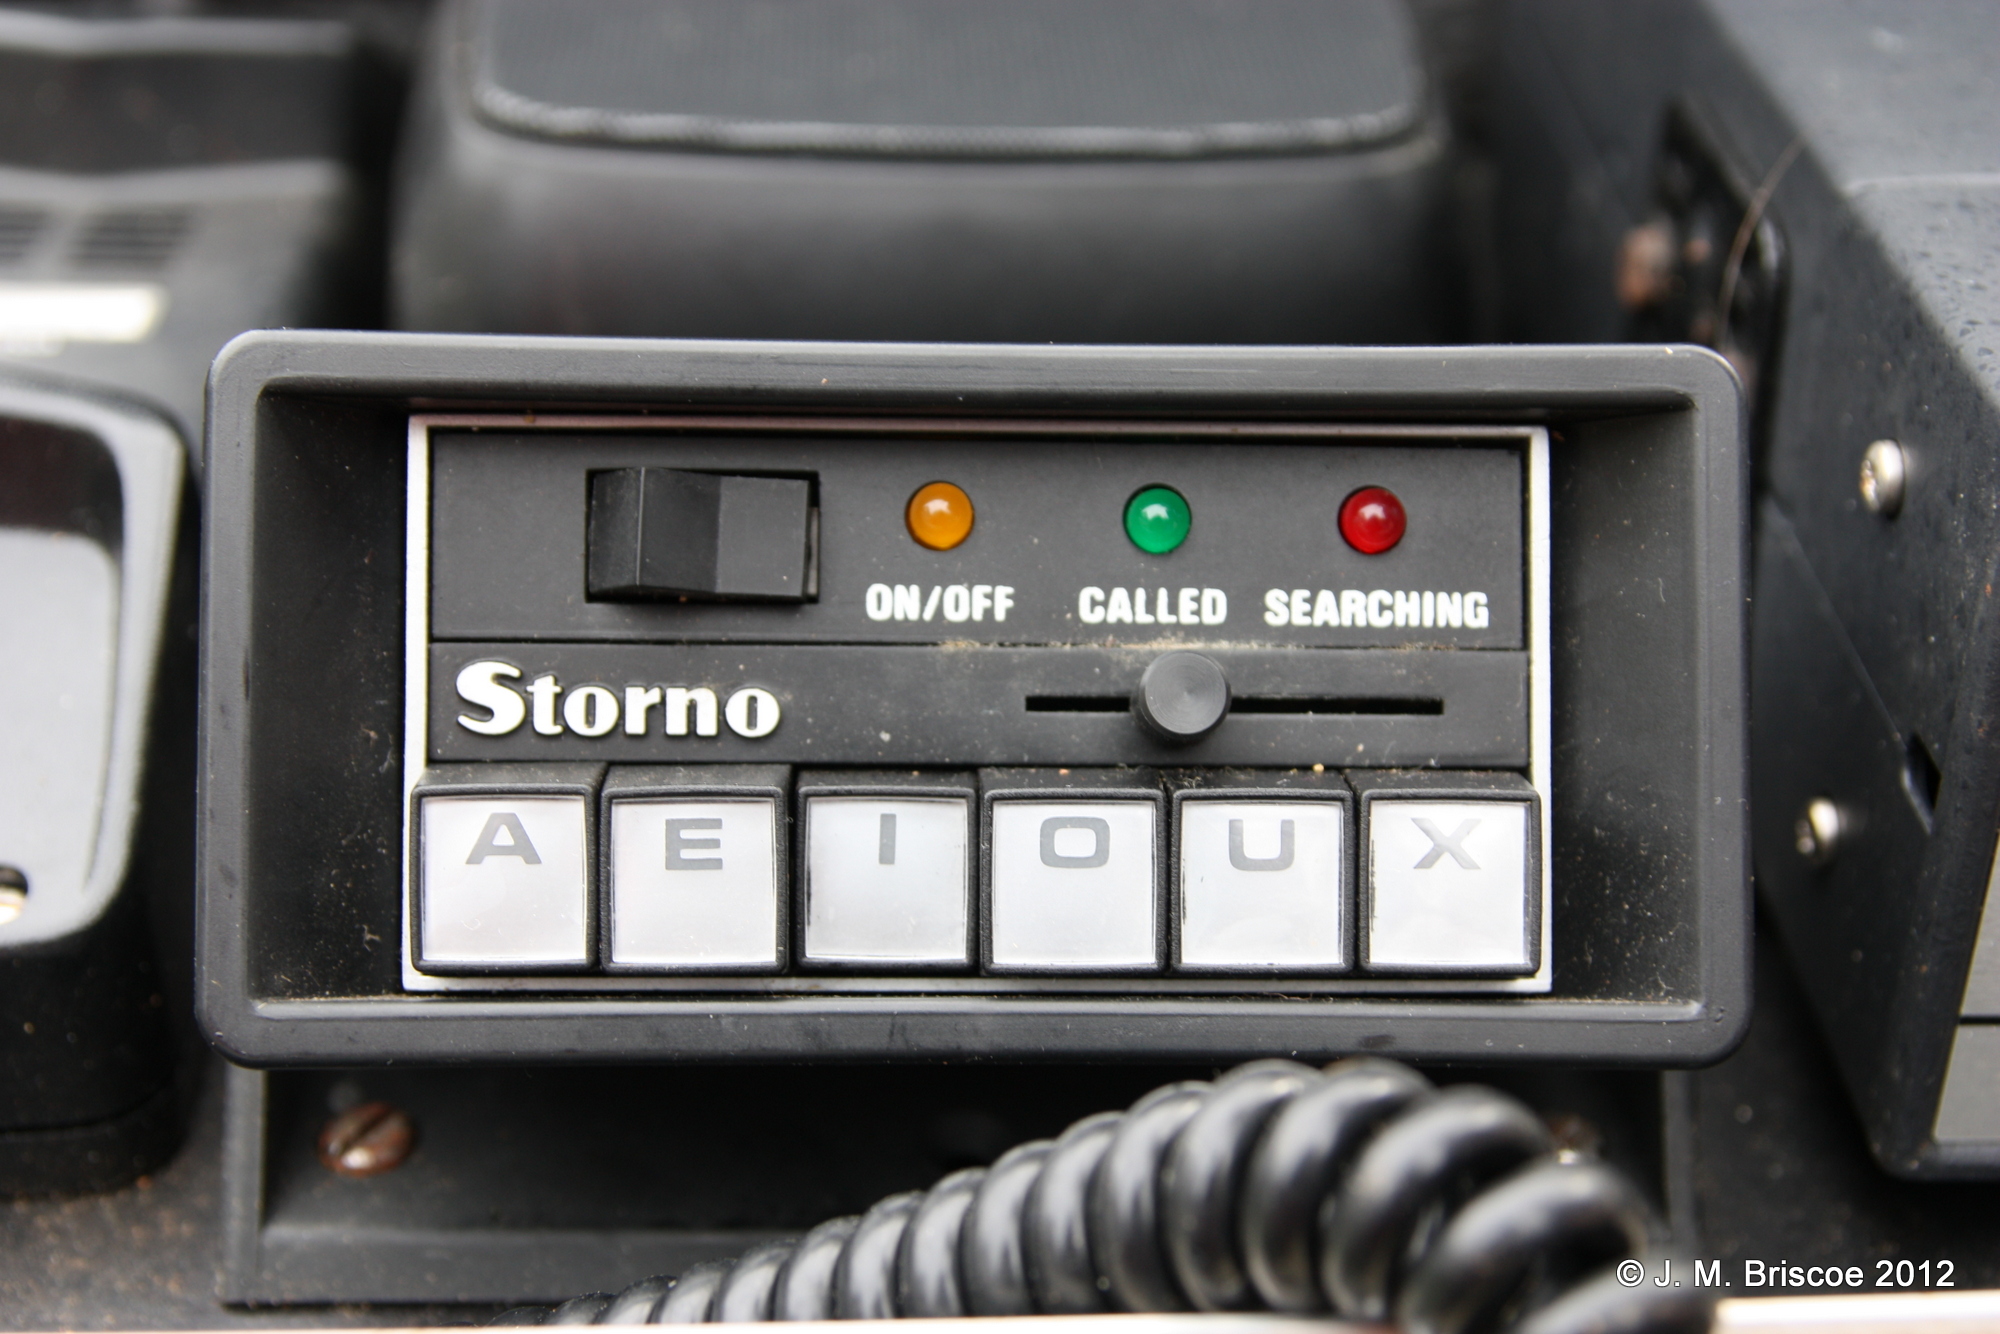 ON/OFF CALLED SEARCHING
Storno
A E I O U X
© J. M. Briscoe 2012